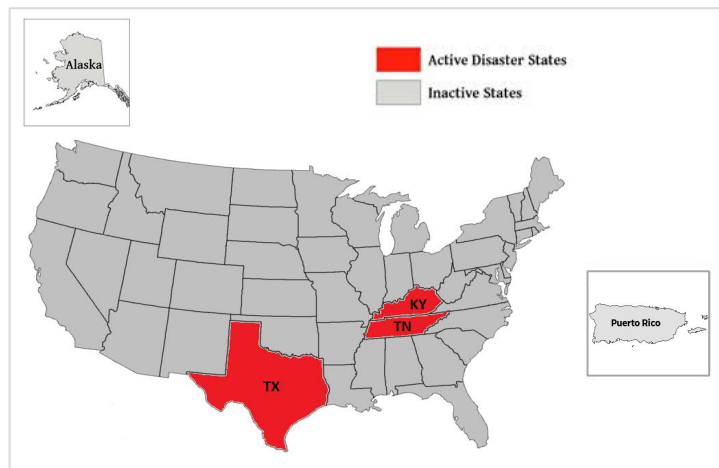 Alaska
Active Disaster States
Inactive States
KY
TN
Puerto Rico
TX